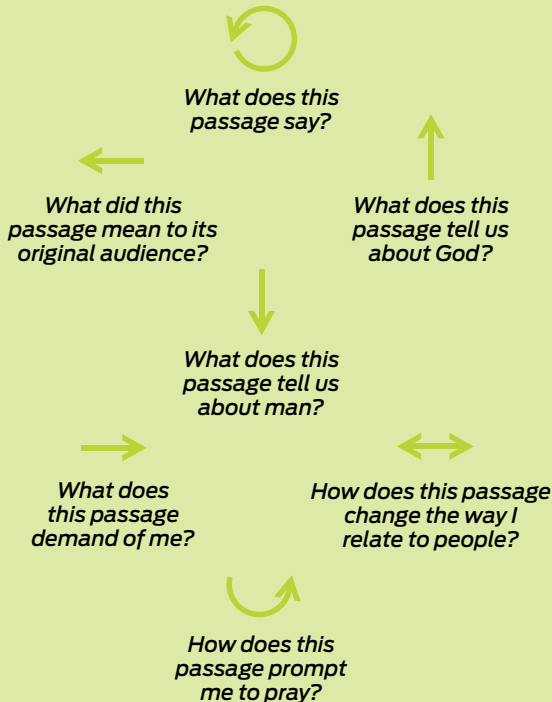 What does this
passage say?
What did this
passage mean to its
original audience?
What does this
passage tell us
about God?
What does this
passage tell us
about man?
What does
this passage
demand of me?
How does this passage
change the way I
relate to people?
How does this
passage prompt
me to pray?